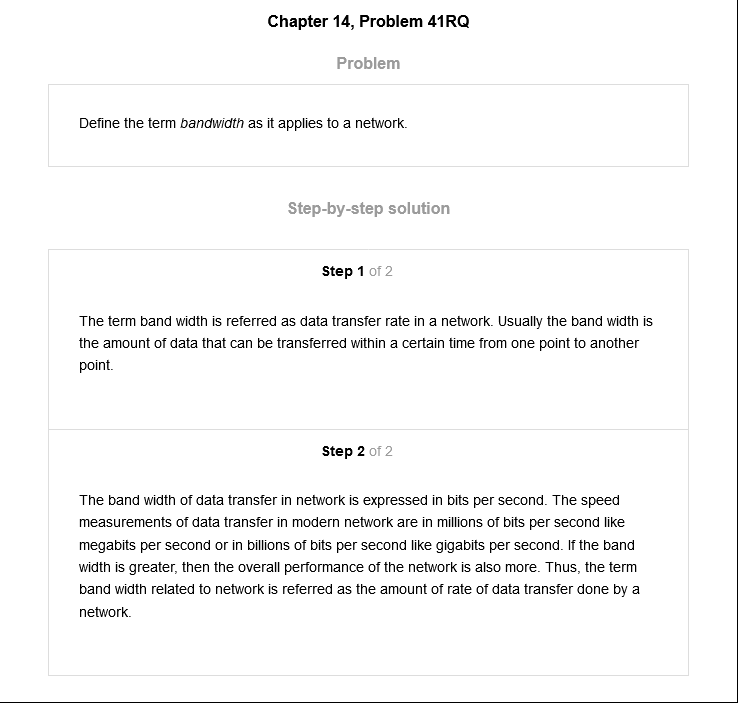 Chapter 14, Problem 41RQ
Problem
Define the term bandwidth as it applies to a network.
Step-by-step solution
Step 1 of 2
The term band width is referred as data transfer rate in a network. Usually the band width is
the amount of data that can be transferred within a certain time from one point to another
point.
Step 2 of 2
The band width of data transfer in network is expressed in bits per second. The speed
measurements of data transfer in modern network are in millions of bits per second like
megabits per second or in billions of bits per second like gigabits per second. If the band
width is greater, then the overall performance of the network is also more. Thus, the term
band width related to network is referred as the amount of rate of data transfer done by a
network.